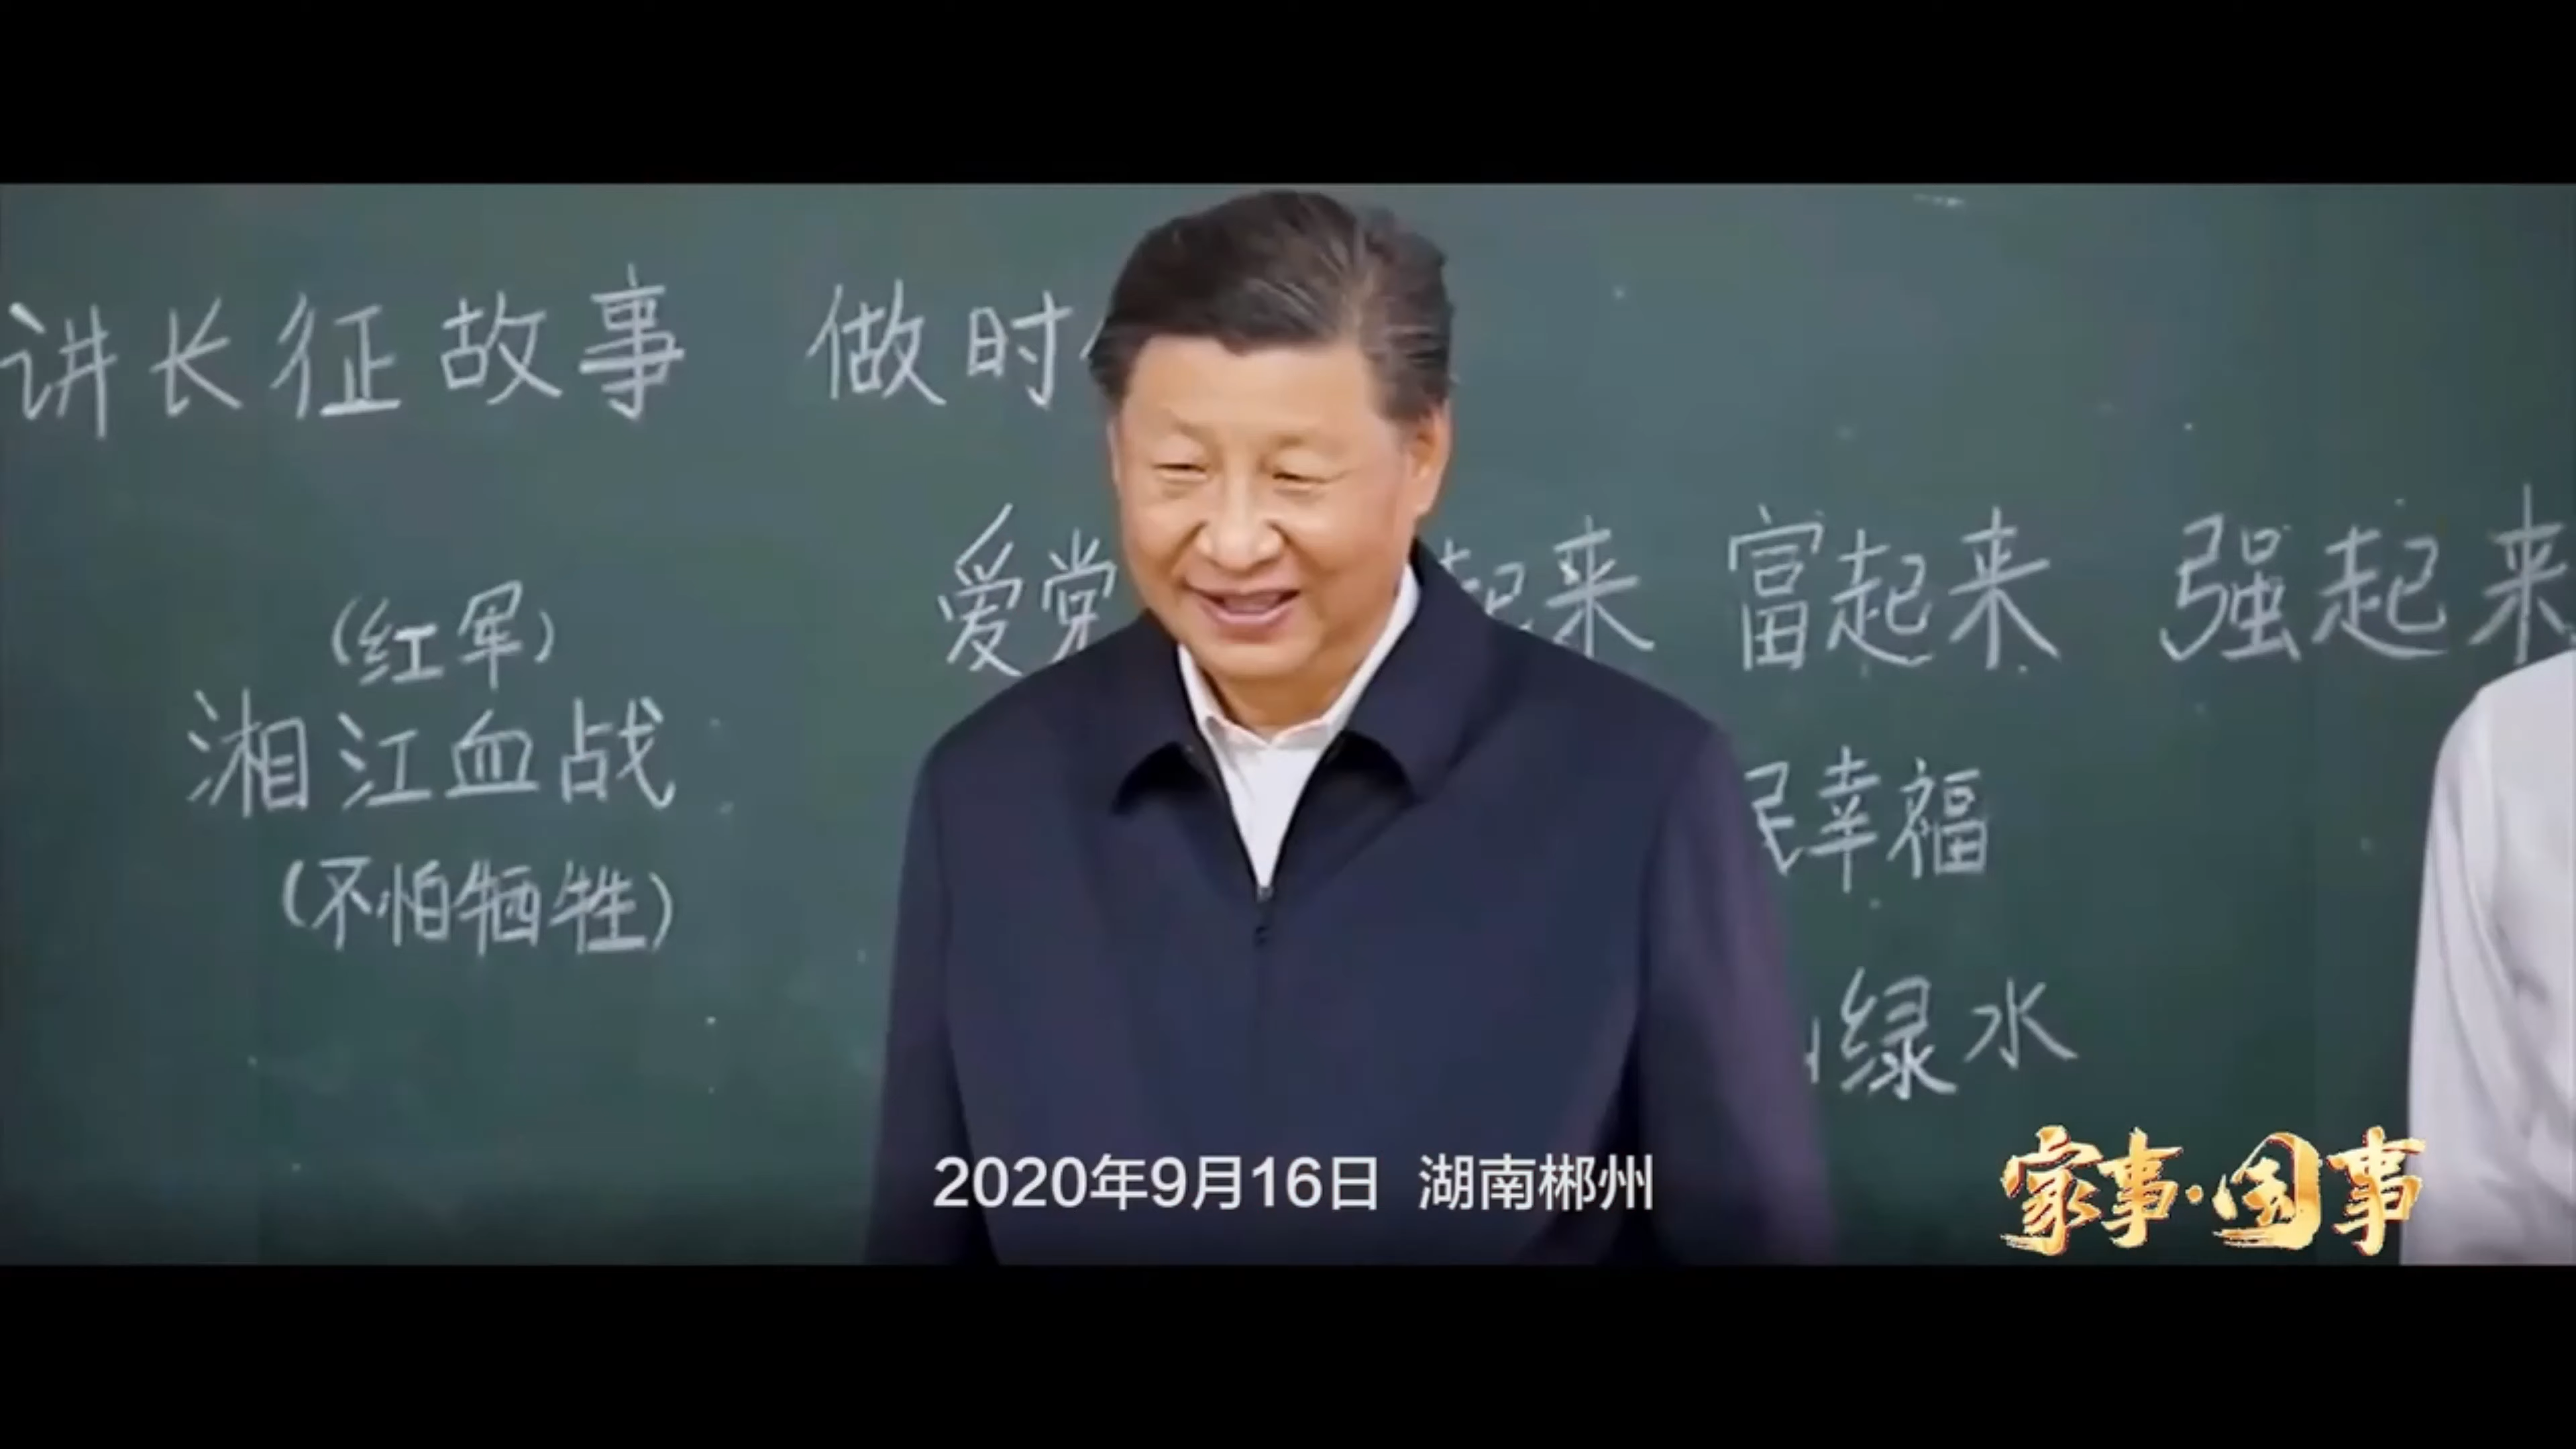 讲长征故事 做时
爱党 起来 富起来 强起来
(红军)
湘江血战
民幸福
(不怕牺牲)
绿水
2020年9月16日 湖南郴州
家事·国事